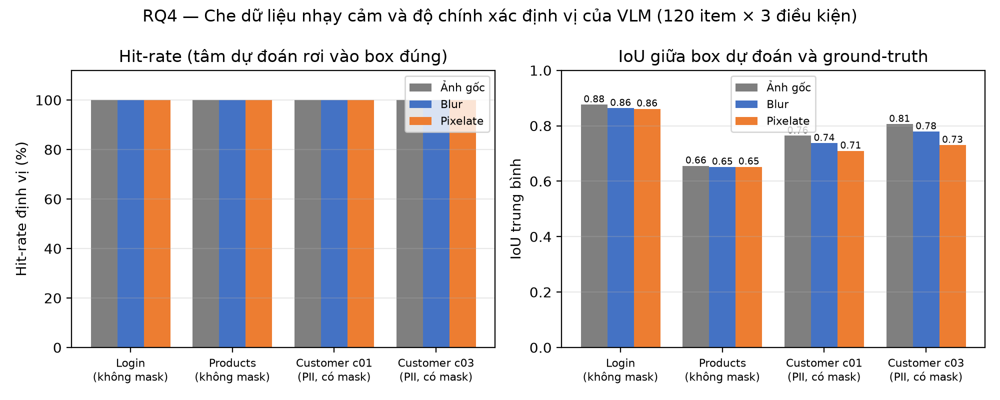 RQ4 — Che dữ liệu nhạy cảm và độ chính xác định vị của VLM (120 item × 3 điều kiện)
Hit-rate (tâm dự đoán rơi vào box đúng)
Hit-rate định vị (%)
100
80
60
40
20
0
Ảnh gốc
Blur
Pixelate
Login
(không mask)
Products
(không mask)
Customer c01
(PII, có mask)
Customer c03
(PII, có mask)
IoU giữa box dự đoán và ground-truth
IoU trung bình
1.0
0.8
0.6
0.4
0.2
0.0
Ảnh gốc
Blur
Pixelate
0.88 0.86 0.86
0.66 0.65 0.65
0.76 0.74 0.71
0.81 0.78 0.73
Login
(không mask)
Products
(không mask)
Customer c01
(PII, có mask)
Customer c03
(PII, có mask)